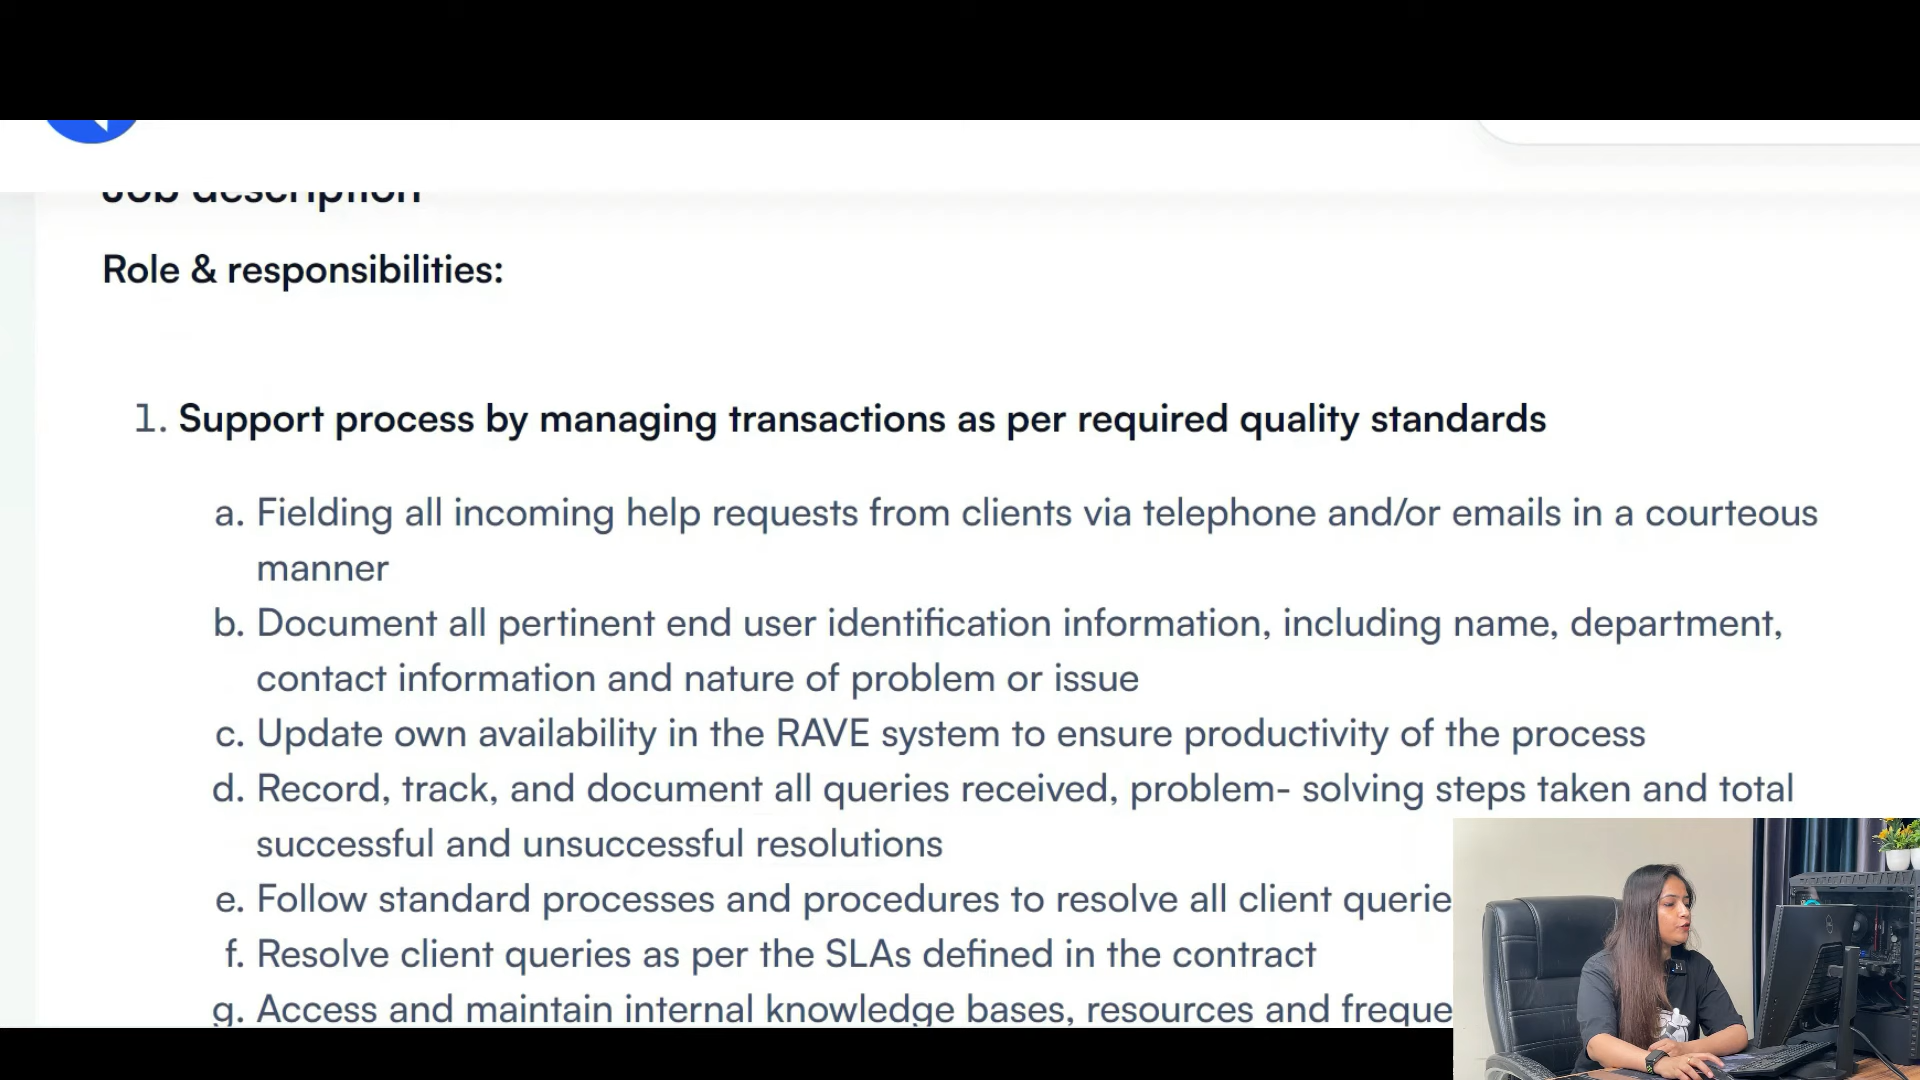 Job description
Role & responsibilities:
1. Support process by managing transactions as per required quality standards
a. Fielding all incoming help requests from clients via telephone and/or emails in a courteous
manner
b. Document all pertinent end user identification information, including name, department,
contact information and nature of problem or issue
c. Update own availability in the RAVE system to ensure productivity of the process
d. Record, track, and document all queries received, problem- solving steps taken and total
successful and unsuccessful resolutions
e. Follow standard processes and procedures to resolve all client querie
f. Resolve client queries as per the SLAs defined in the contract
g. Access and maintain internal knowledge bases, resources and freque